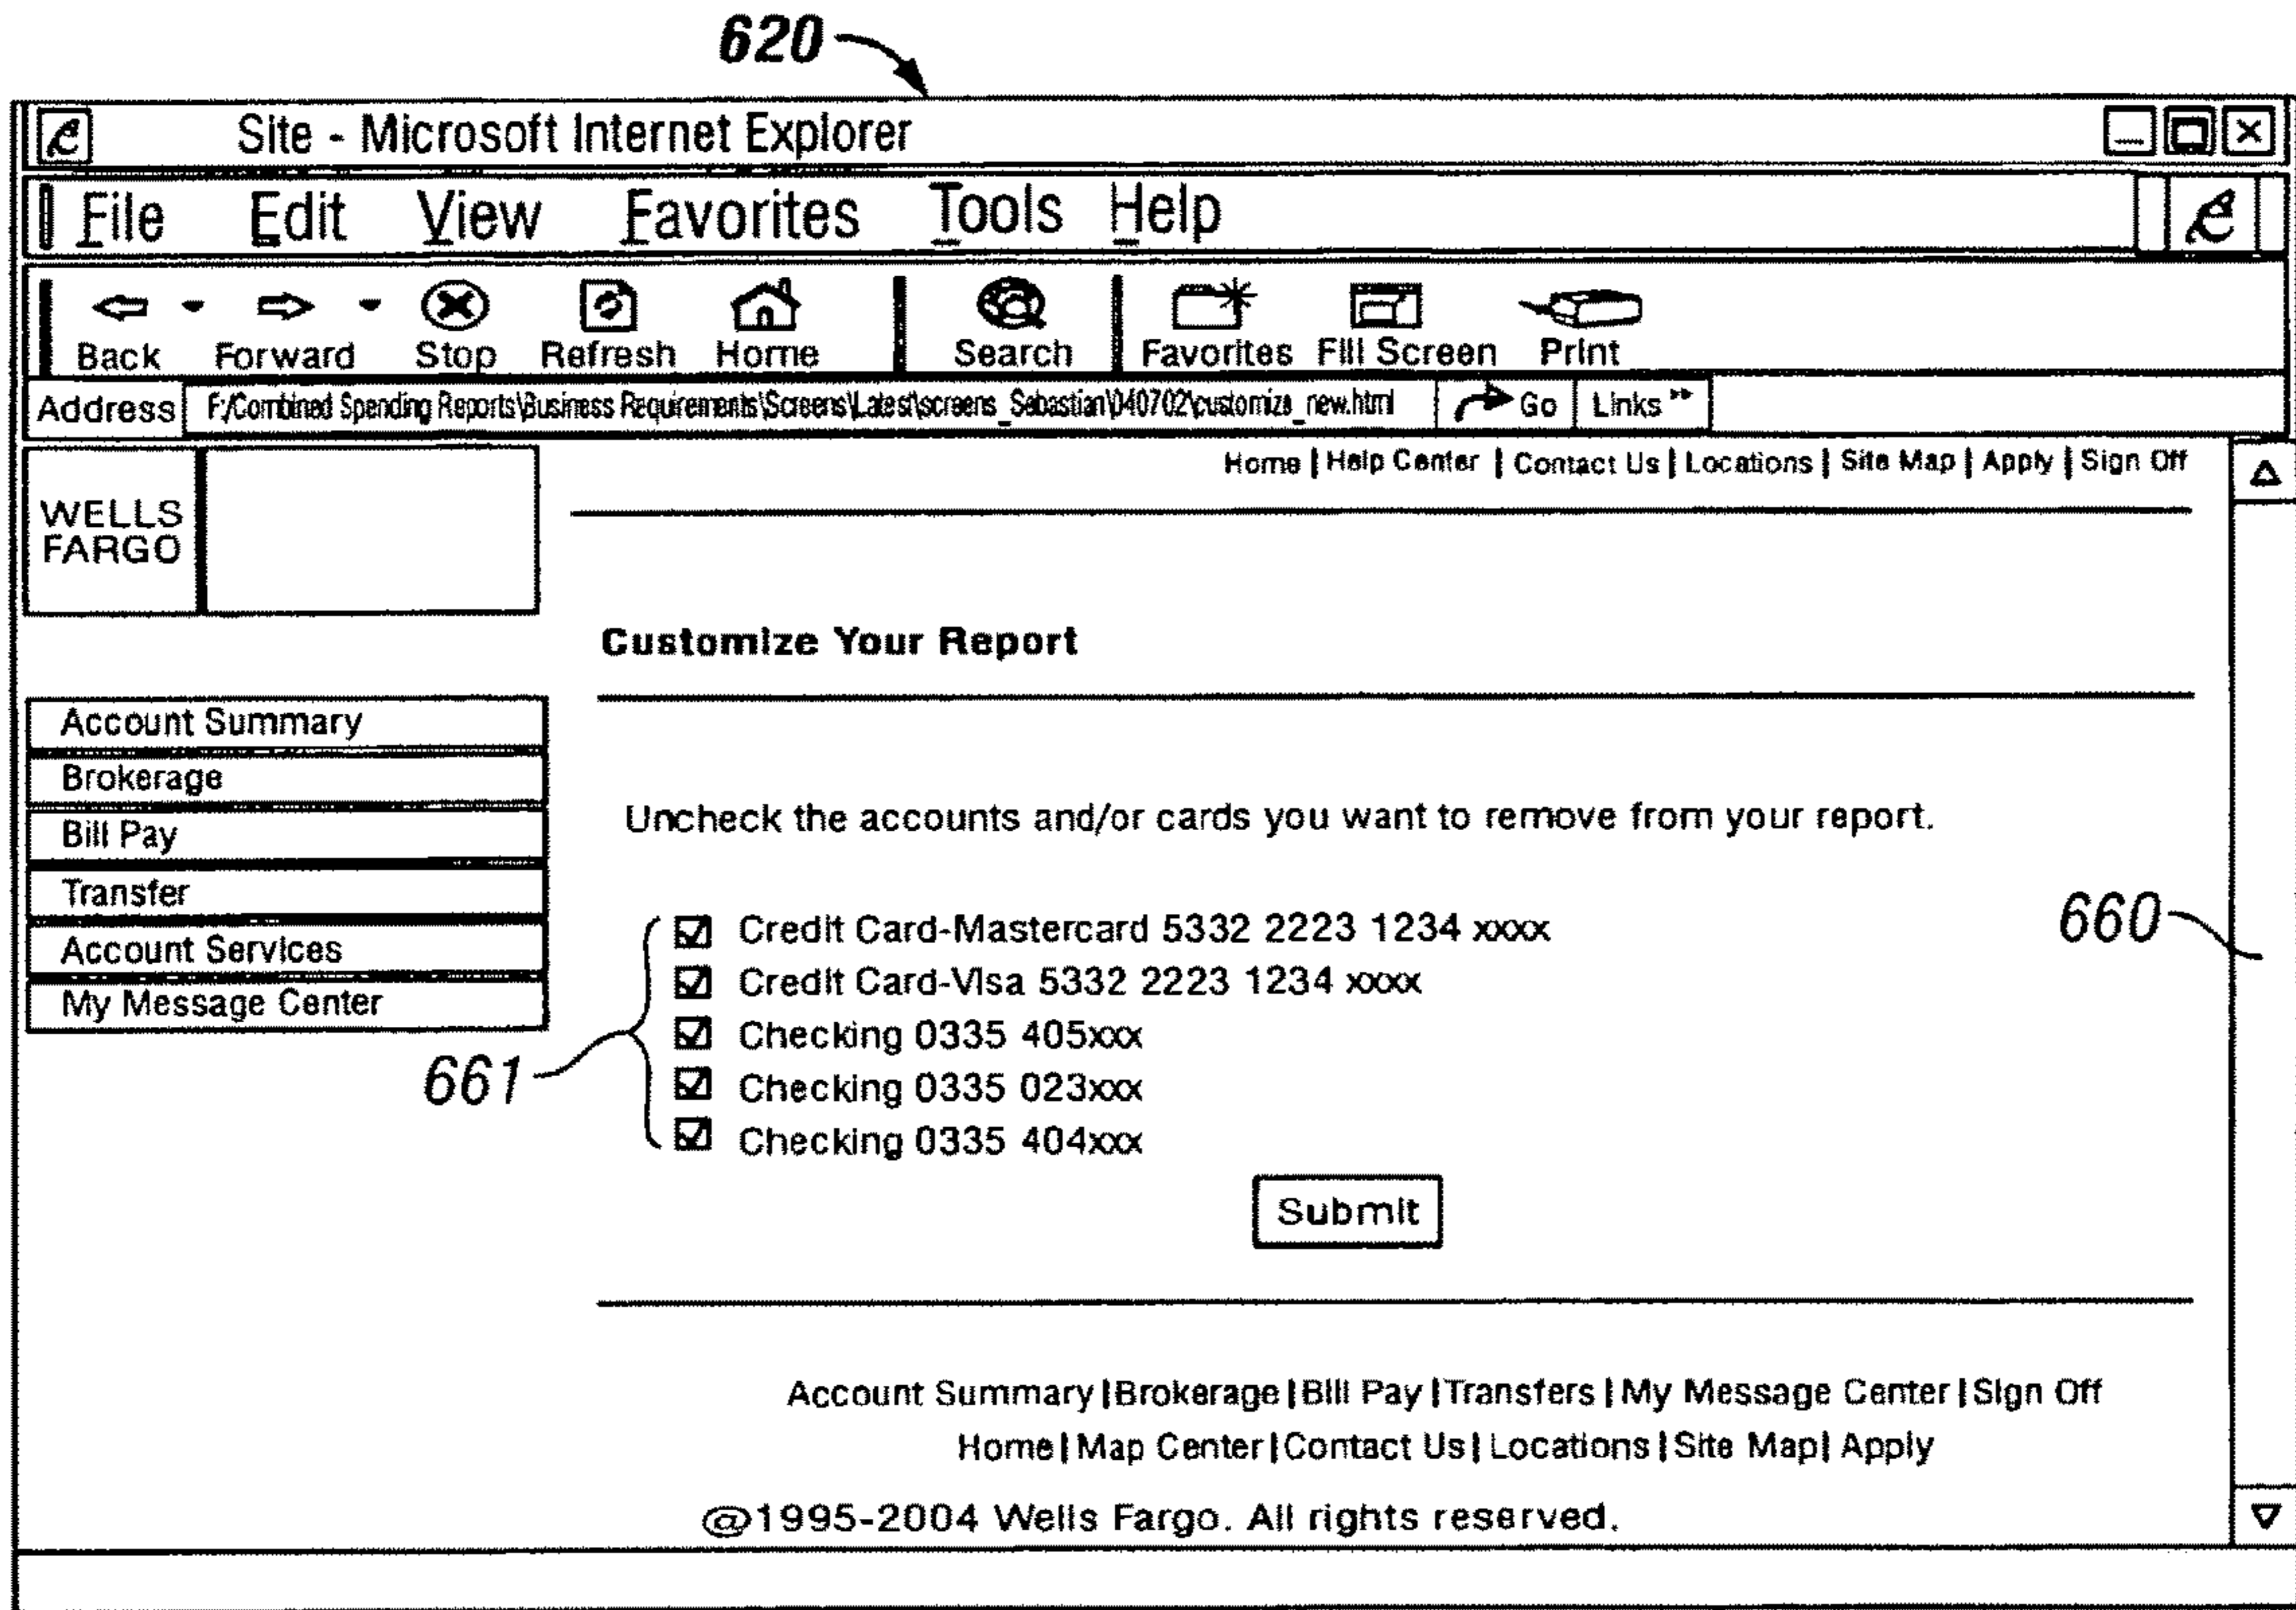 620
Site - Microsoft Internet Explorer
File Edit View Favorites Tools Help
Back Forward Stop Refresh Home Search Favorites Fill Screen Print
Address F:/Combined Spending Reports\Business Requirements\Screens\Latest\screens_Sebastian\040702\customize_new.html Go Links
Home | Help Center | Contact Us | Locations | Site Map | Apply | Sign Off
WELLS
FARGO
Customize Your Report
Account Summary
Brokerage
Bill Pay
Transfer
Account Services
My Message Center
Uncheck the accounts and/or cards you want to remove from your report.
660
661
Credit Card-Mastercard 5332 2223 1234 xxxx
Credit Card-Visa 5332 2223 1234 xxxx
Checking 0335 405xxx
Checking 0335 023xxx
Checking 0335 404xxx
Submit
Account Summary|Brokerage|Bill Pay|Transfers|My Message Center|Sign Off
Home|Map Center|Contact Us|Locations|Site Map|Apply
@1995-2004 Wells Fargo. All rights reserved.